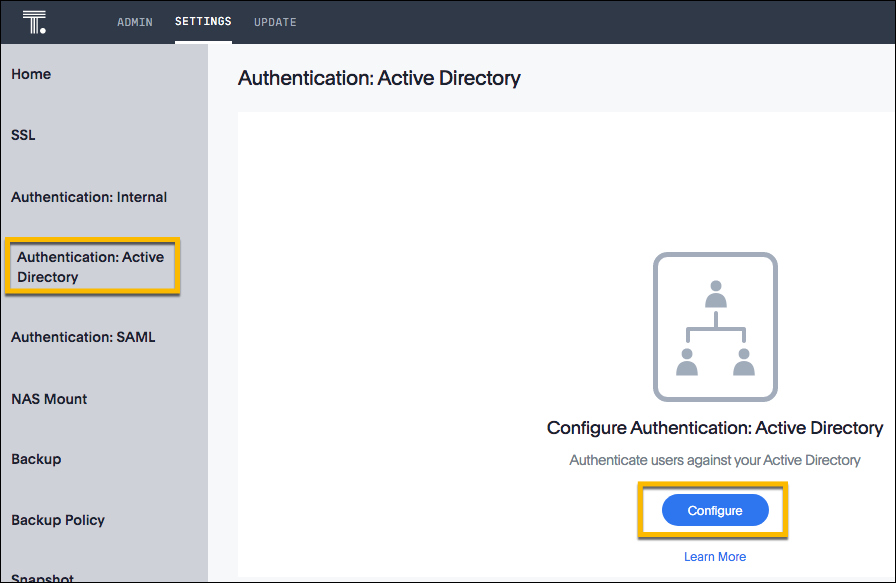 T.
ADMIN SETTINGS UPDATE
Home
SSL
Authentication: Internal
Authentication: Active
Directory
Authentication: SAML
NAS Mount
Backup
Backup Policy
Snapshot
Authentication: Active Directory
Configure Authentication: Active Directory
Authenticate users against your Active Directory
Configure
Learn More